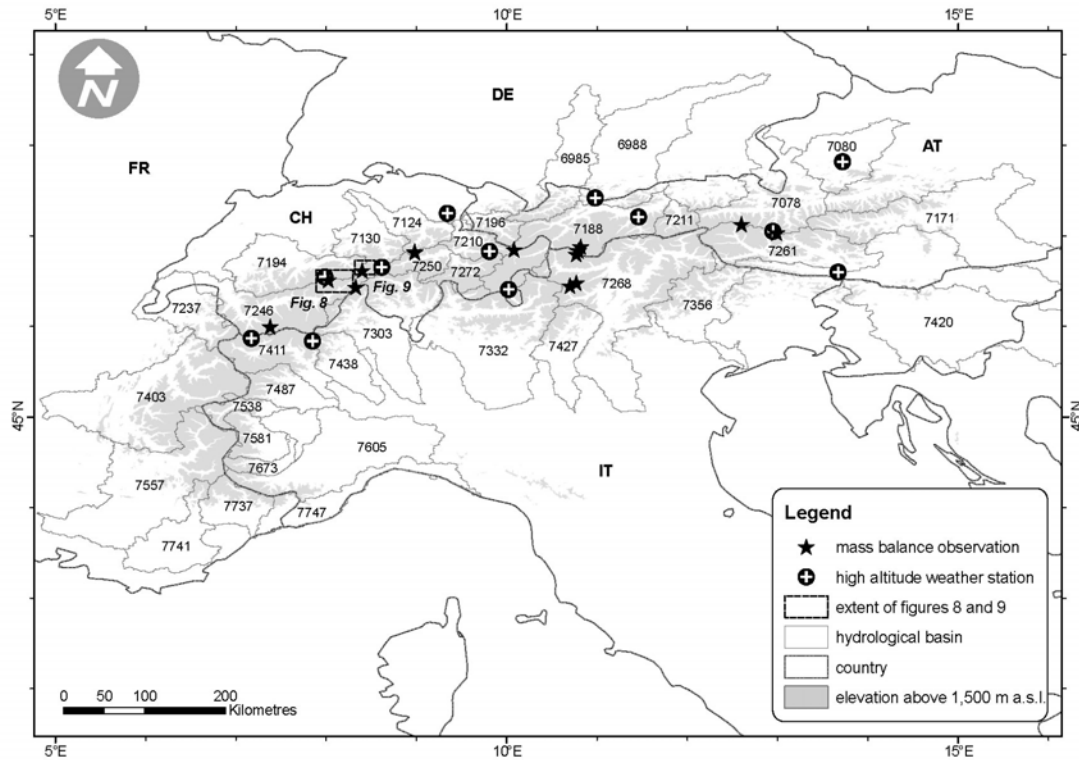 5°E
10°E
15°E
N
DE
FR
AT
CH
IT
6985
6988
7080
7078
7171
7124
7196
7211
7188
7130
7210
7261
7194
7250
7272
Fig. 8
Fig. 9
7268
7237
7246
7356
7303
7411
7438
7332
7427
7420
7403
7487
7538
7581
7605
7673
7557
7737
7747
7741
45°N
45°N
Legend
mass balance observation
high altitude weather station
extent of figures 8 and 9
hydrological basin
country
elevation above 1,500 m a.s.l.
0 50 100 200
Kilometres
5°E
10°E
15°E